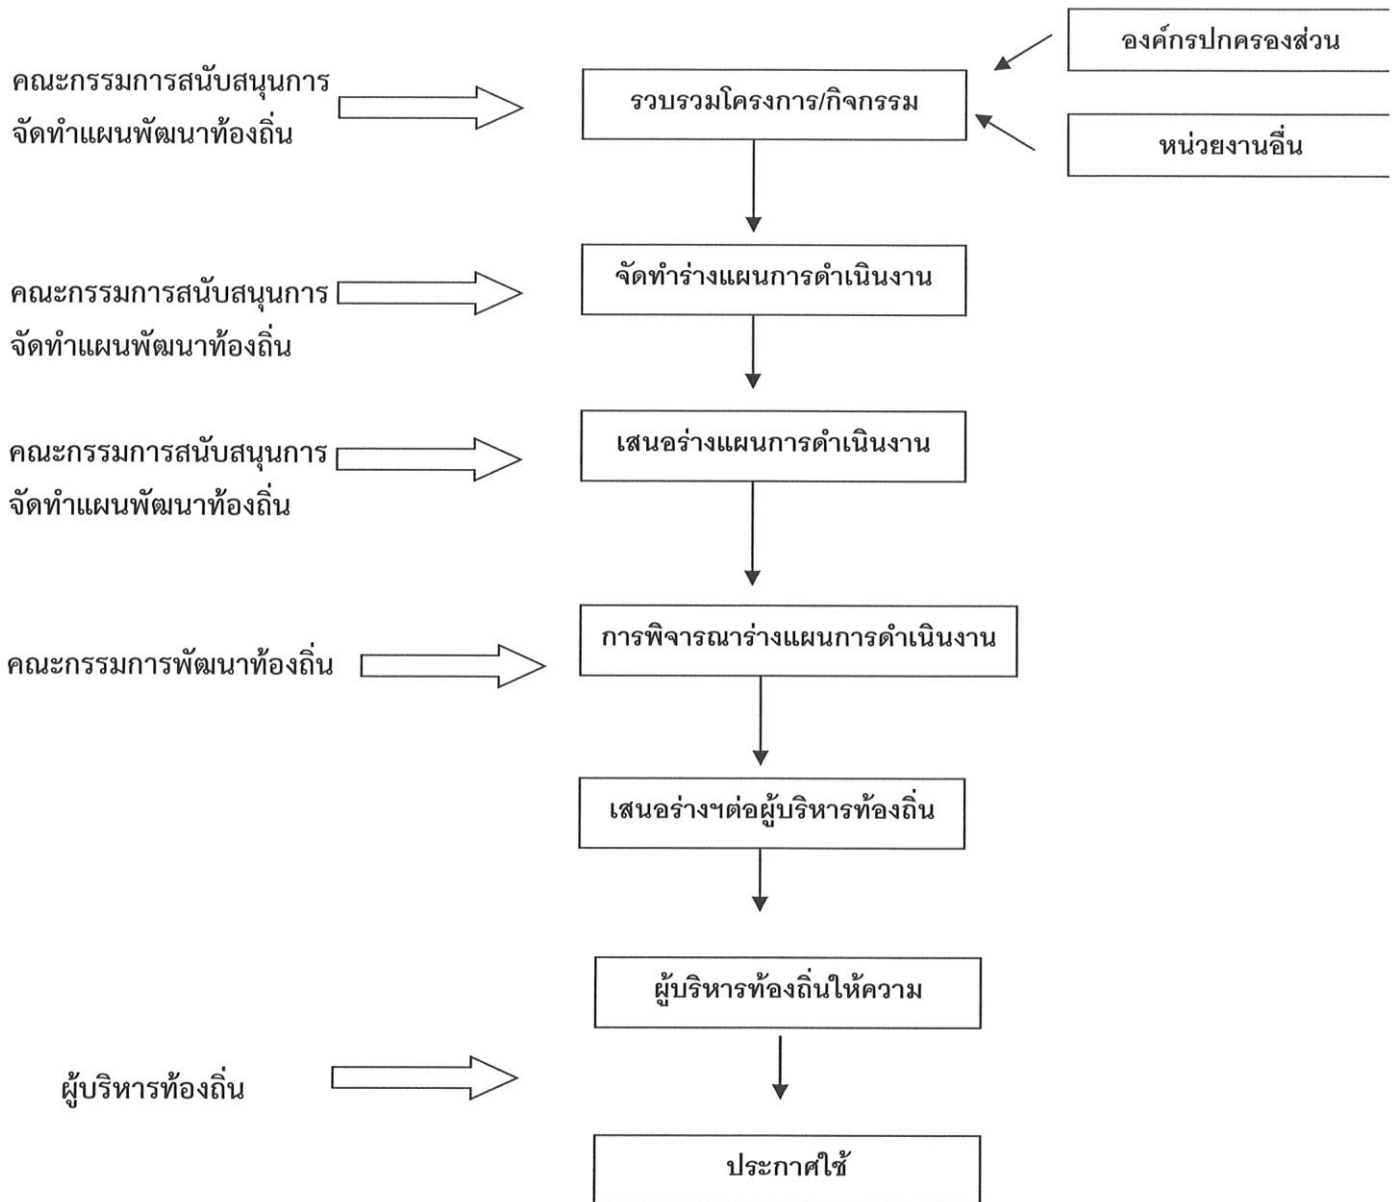 องค์กรปกครองส่วน
คณะกรรมการสนับสนุนการ
จัดทำแผนพัฒนาท้องถิ่น
รวบรวมโครงการ/กิจกรรม
หน่วยงานอื่น
คณะกรรมการสนับสนุนการ
จัดทำแผนพัฒนาท้องถิ่น
จัดทำร่างแผนการดำเนินงาน
คณะกรรมการสนับสนุนการ
จัดทำแผนพัฒนาท้องถิ่น
เสนอร่างแผนการดำเนินงาน
คณะกรรมการพัฒนาท้องถิ่น
การพิจารณาร่างแผนการดำเนินงาน
เสนอร่างฯต่อผู้บริหารท้องถิ่น
ผู้บริหารท้องถิ่นให้ความ
ผู้บริหารท้องถิ่น
ประกาศใช้